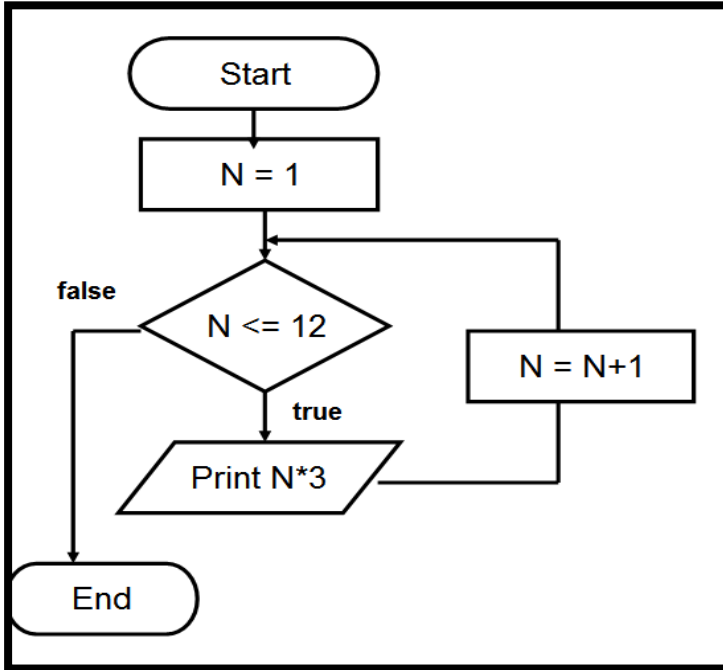 Start
N = 1
false
N <= 12
N = N+1
true
Print N*3
End